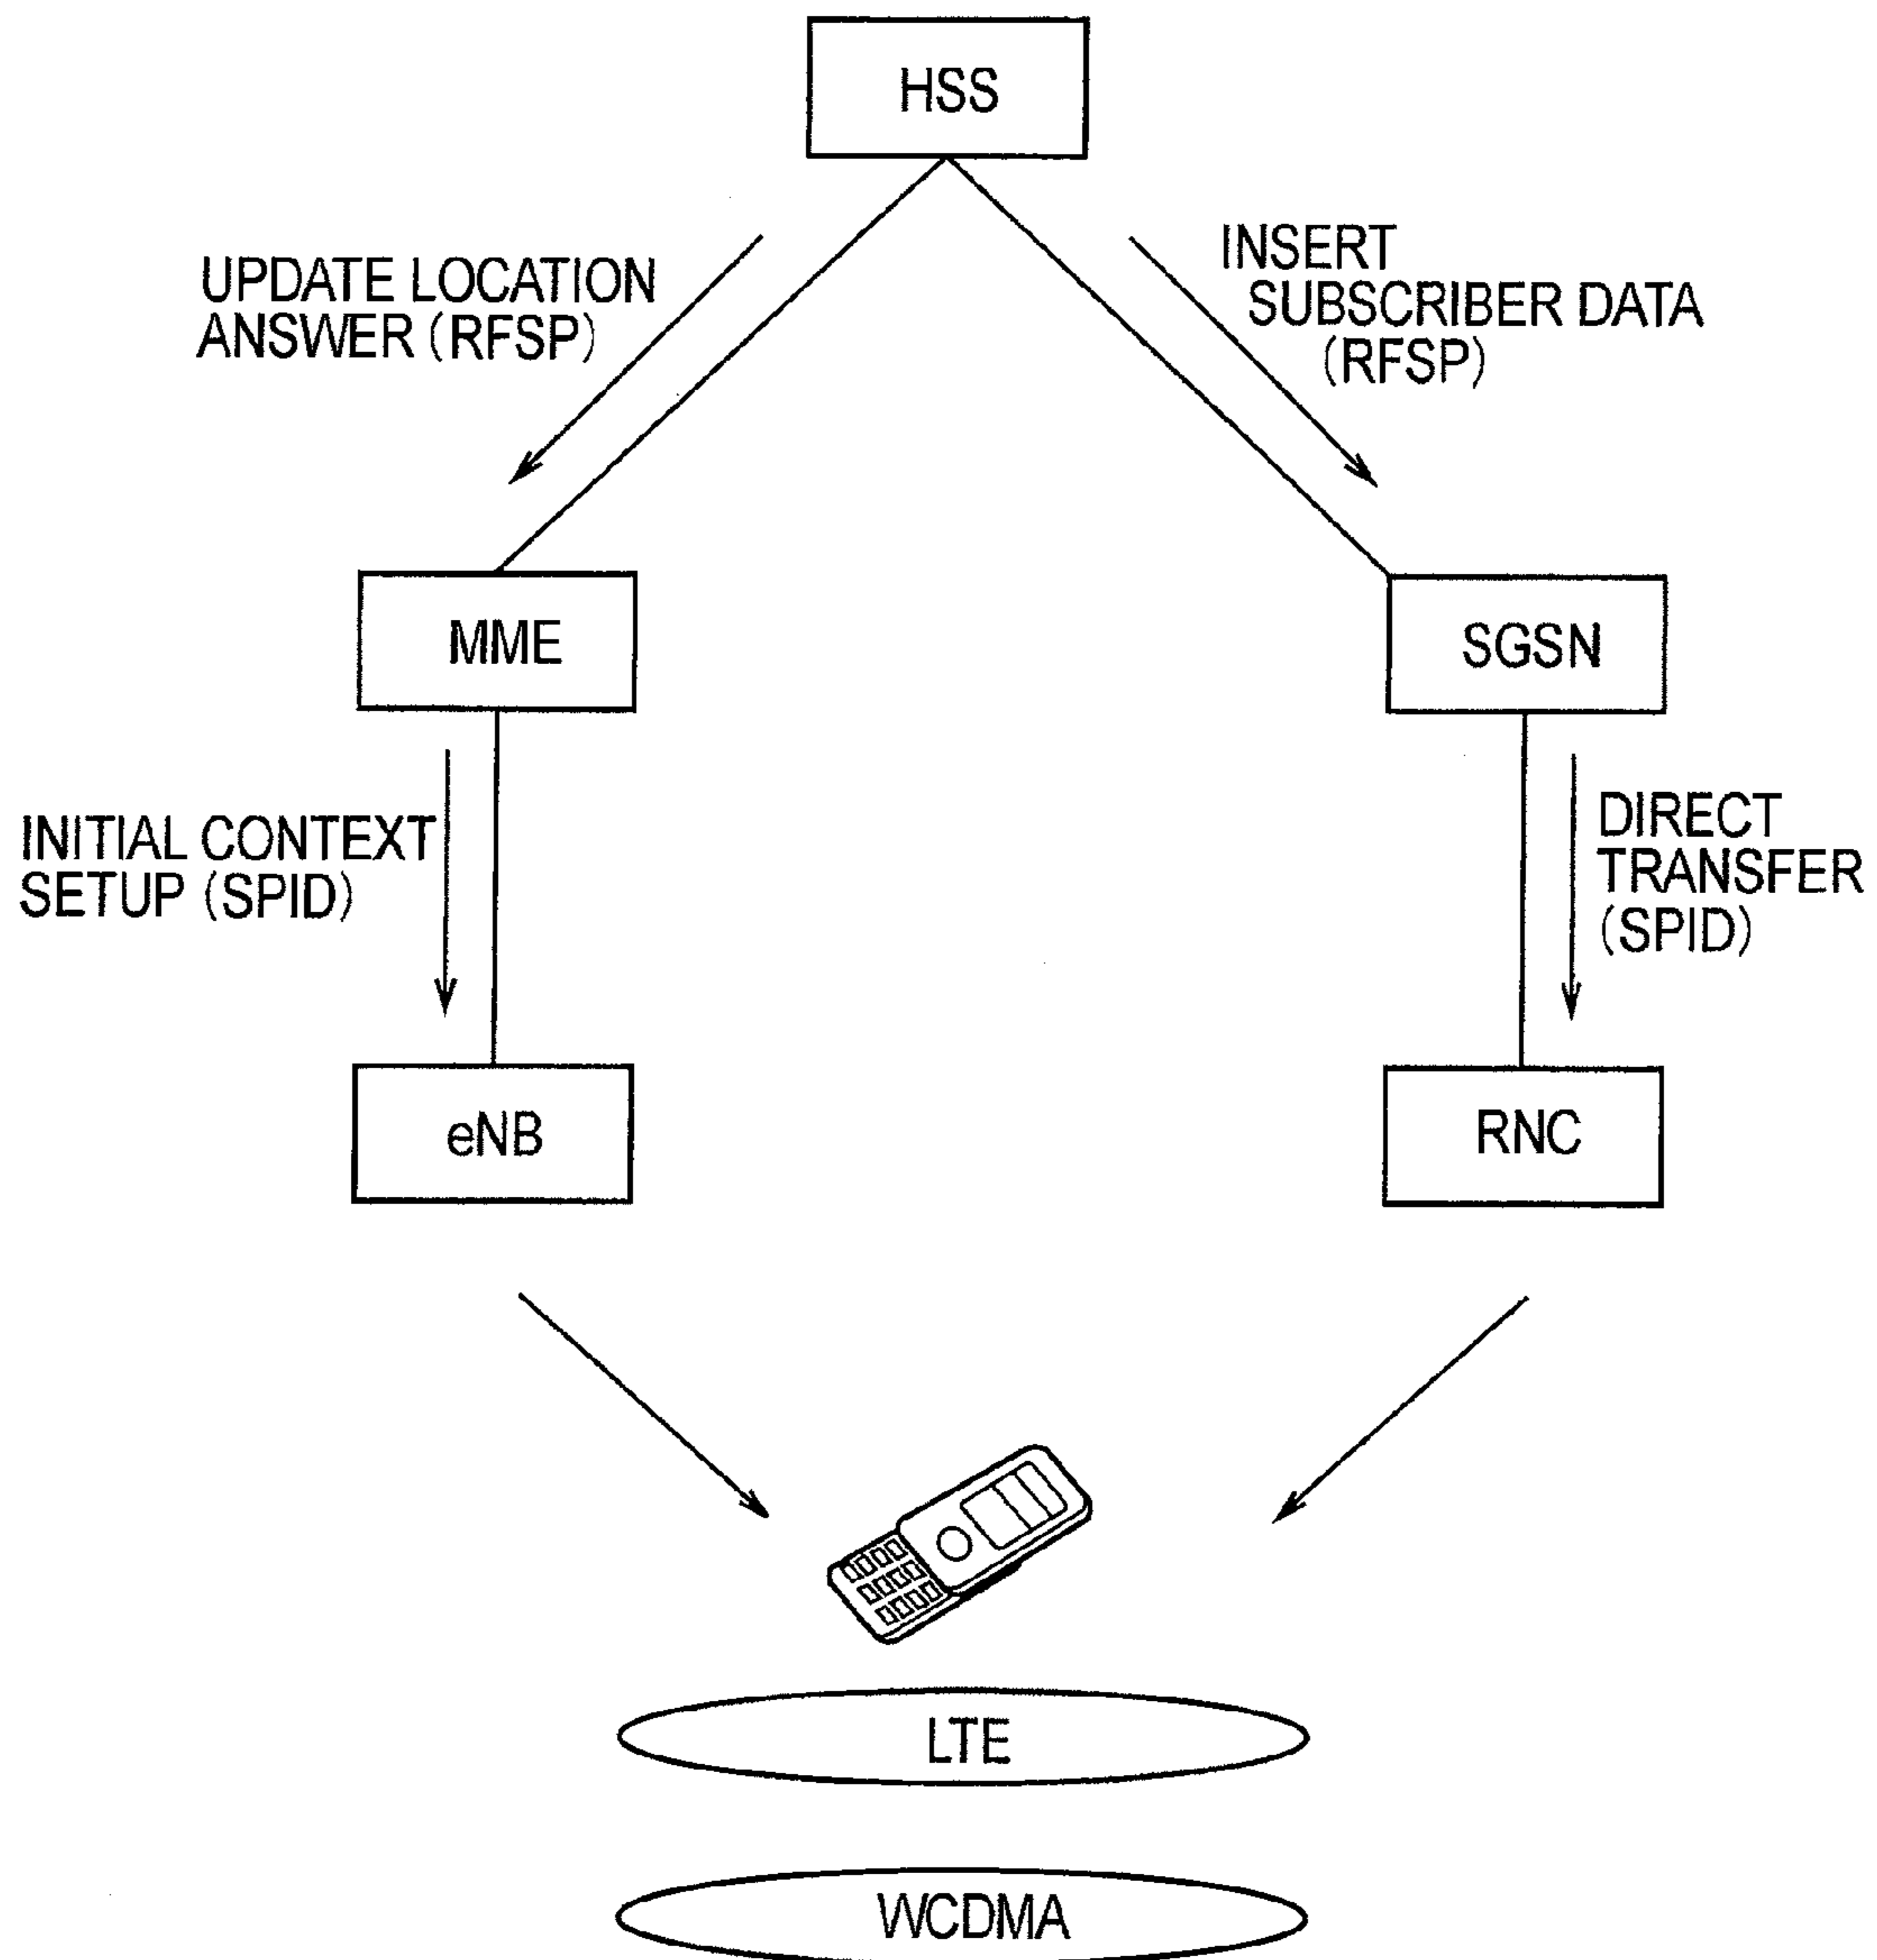 HSS
UPDATE LOCATION
ANSWER (RFSP)
INSERT
SUBSCRIBER DATA
(RFSP)
MME
SGSN
INITIAL CONTEXT
SETUP (SPID)
DIRECT
TRANSFER
(SPID)
eNB
RNC
LTE
WCDMA